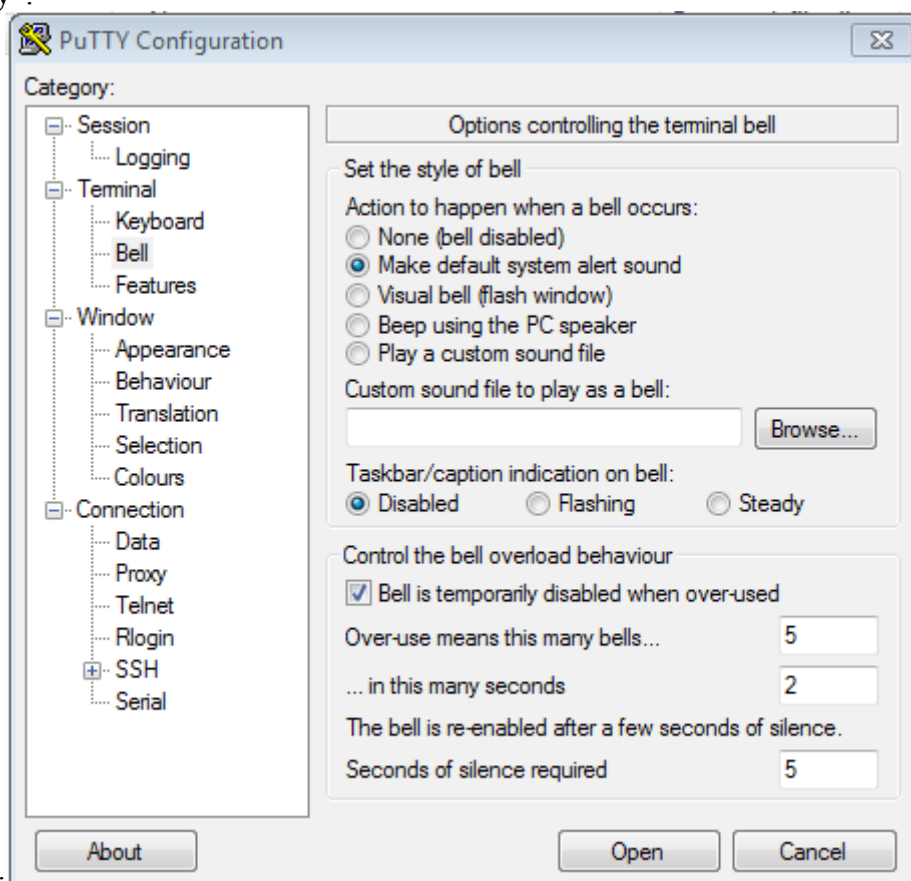 PuTTY Configuration
Category:
Session
Logging
Terminal
Keyboard
Bell
Features
Window
Appearance
Behaviour
Translation
Selection
Colours
Connection
Data
Proxy
Telnet
Rlogin
SSH
Serial
Options controlling the terminal bell
Set the style of bell
Action to happen when a bell occurs:
None (bell disabled)
Make default system alert sound
Visual bell (flash window)
Beep using the PC speaker
Play a custom sound file
Custom sound file to play as a bell:
Browse...
Taskbar/caption indication on bell:
Disabled Flashing Steady
Control the bell overload behaviour
Bell is temporarily disabled when over-used
Over-use means this many bells... 5
... in this many seconds 2
The bell is re-enabled after a few seconds of silence.
Seconds of silence required 5
About Open Cancel